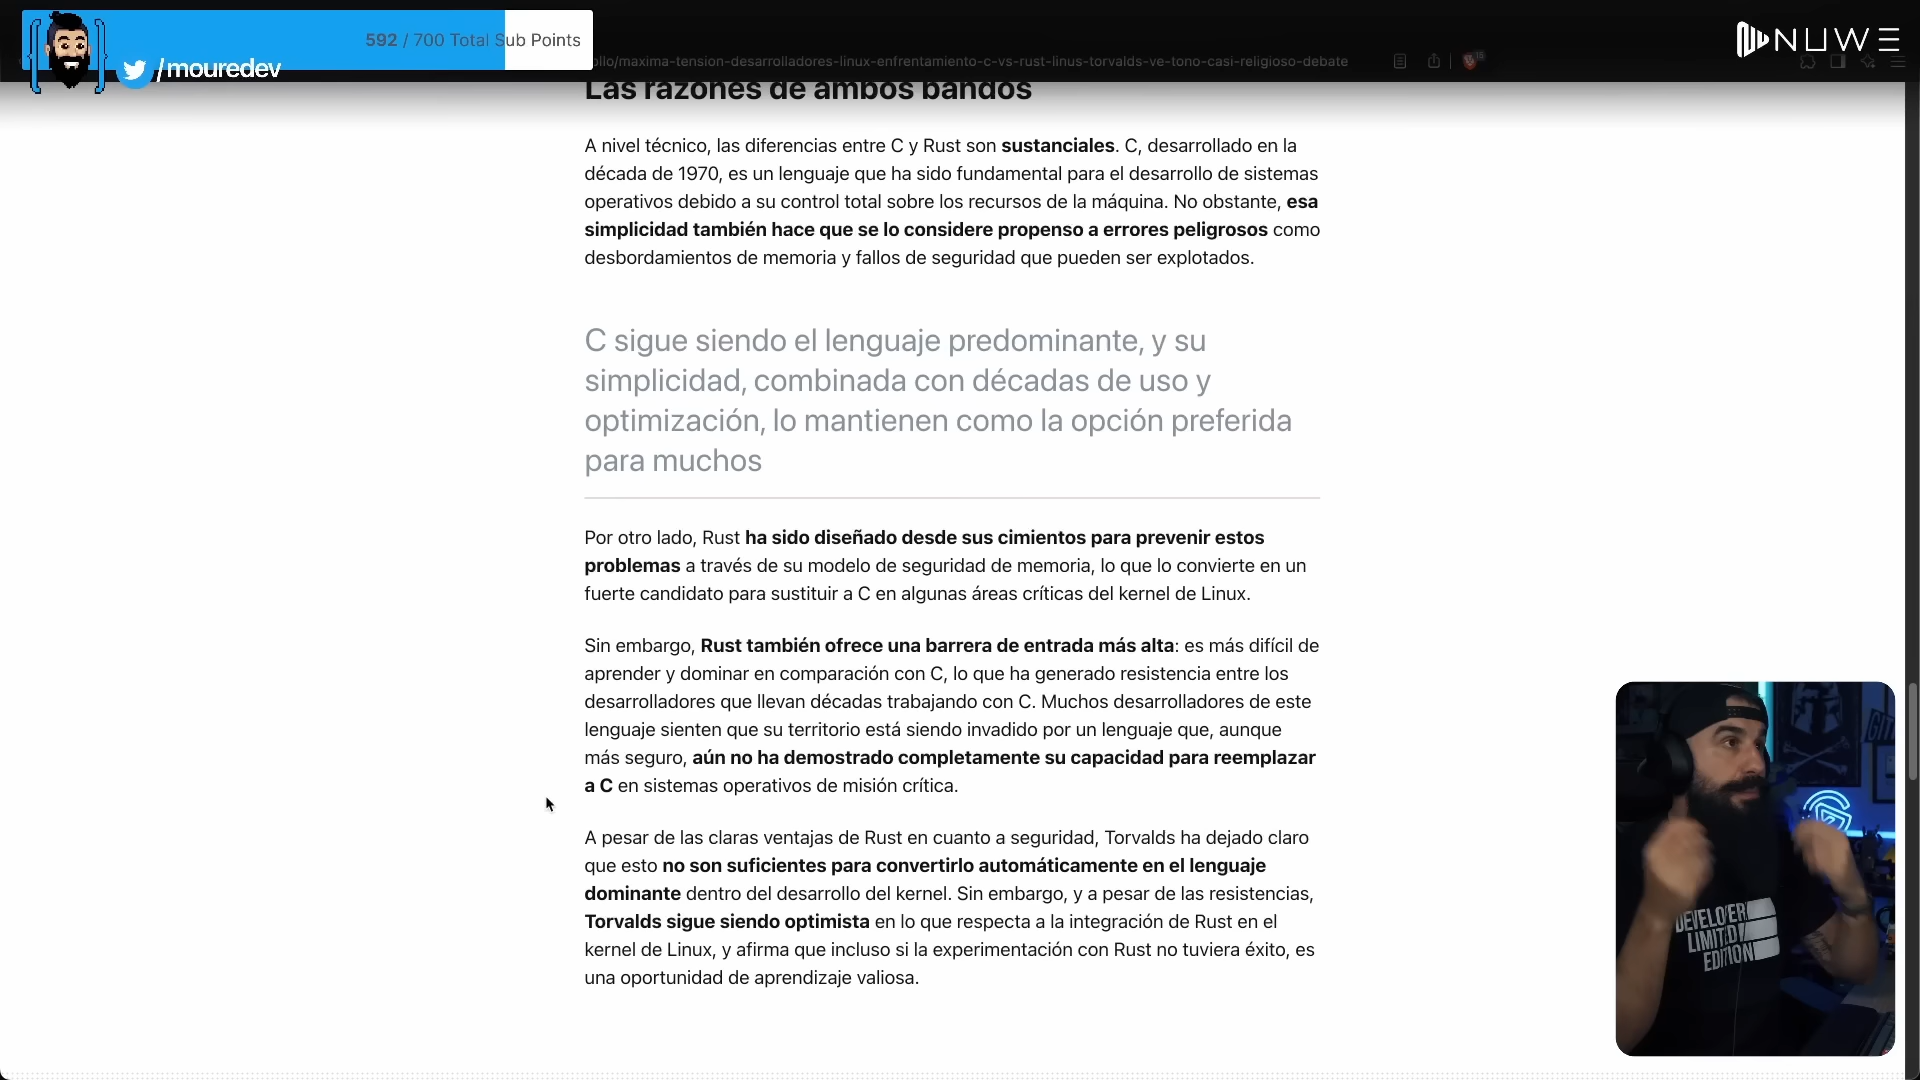 592 / 700 Total Sub Points
/mouredev
NUWE
ollo/maxima-tension-desarrolladores-linux-enfrentamiento-c-vs-rust-linus-torvalds-ve-tono-casi-religioso-debate
Las razones de ambos bandos
A nivel técnico, las diferencias entre C y Rust son sustanciales. C, desarrollado en la
década de 1970, es un lenguaje que ha sido fundamental para el desarrollo de sistemas
operativos debido a su control total sobre los recursos de la máquina. No obstante, esa
simplicidad también hace que se lo considere propenso a errores peligrosos como
desbordamientos de memoria y fallos de seguridad que pueden ser explotados.
C sigue siendo el lenguaje predominante, y su
simplicidad, combinada con décadas de uso y
optimización, lo mantienen como la opción preferida
para muchos
Por otro lado, Rust ha sido diseñado desde sus cimientos para prevenir estos
problemas a través de su modelo de seguridad de memoria, lo que lo convierte en un
fuerte candidato para sustituir a C en algunas áreas críticas del kernel de Linux.
Sin embargo, Rust también ofrece una barrera de entrada más alta: es más difícil de
aprender y dominar en comparación con C, lo que ha generado resistencia entre los
desarrolladores que llevan décadas trabajando con C. Muchos desarrolladores de este
lenguaje sienten que su territorio está siendo invadido por un lenguaje que, aunque
más seguro, aún no ha demostrado completamente su capacidad para reemplazar
a C en sistemas operativos de misión crítica.
A pesar de las claras ventajas de Rust en cuanto a seguridad, Torvalds ha dejado claro
que esto no son suficientes para convertirlo automáticamente en el lenguaje
dominante dentro del desarrollo del kernel. Sin embargo, y a pesar de las resistencias,
Torvalds sigue siendo optimista en lo que respecta a la integración de Rust en el
kernel de Linux, y afirma que incluso si la experimentación con Rust no tuviera éxito, es
una oportunidad de aprendizaje valiosa.
GIT
DEVELOPER
LIMITED
EDITION